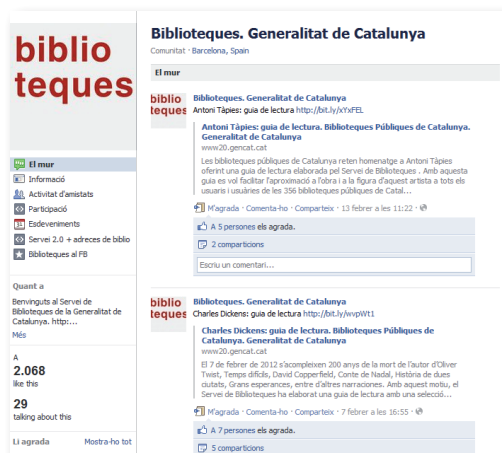 biblio
teques
El mur
Informació
Activitat d'amistats
Participació
Esdeveniments
Servei 2.0 + adreces de biblio
Biblioteques al FB
Quant a
Benvinguts al Servei de
Biblioteques de la Generalitat de
Catalunya. http:...
Més
A
2.068
like this
29
talking about this
Li agrada Mostra-ho tot
Biblioteques. Generalitat de Catalunya
Comunitat · Barcelona, Spain
El mur
biblio
teques
Biblioteques. Generalitat de Catalunya
Antoni Tàpies: guia de lectura http://bit.ly/xYxFEL
Antoni Tàpies: guia de lectura. Biblioteques Públiques de Catalunya.
Generalitat de Catalunya
www20.gencat.cat
Les biblioteques públiques de Catalunya reten homenatge a Antoni Tàpies
oferint una guia de lectura elaborada pel Servei de Biblioteques . Amb aquesta
guia es vol facilitar l'aproximació a l'obra i a la figura d'aquest artista a tots els
usuaris i usuàries de les 356 biblioteques públiques de Catal...
M'agrada · Comenta-ho · Comparteix · 13 febrer a les 11:22 ·
A 5 persones els agrada.
2 comparticions
Escriu un comentari...
biblio
teques
Biblioteques. Generalitat de Catalunya
Charles Dickens: guia de lectura http://bit.ly/wvpWt1
Charles Dickens: guia de lectura. Biblioteques Públiques de
Catalunya. Generalitat de Catalunya
www20.gencat.cat
El 7 de febrer de 2012 s'acompleixen 200 anys de la mort de l'autor d'Oliver
Twist, Temps difícils, David Copperfield, Conte de Nadal, Història de dues
ciutats, Grans esperances, entre d'altres narracions. Amb aquest motiu, el
Servei de Biblioteques ha elaborat una guia de lectura amb una selecció...
M'agrada · Comenta-ho · Comparteix · 7 febrer a les 16:55 ·
A 7 persones els agrada.
5 comparticions